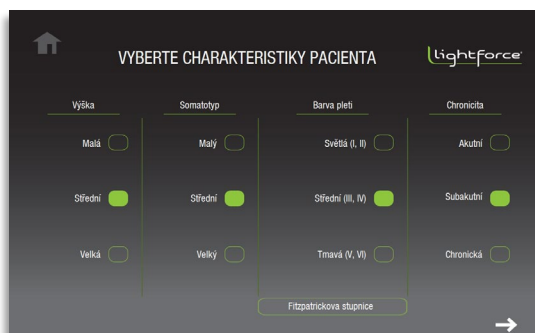 VYBERTE CHARAKTERISTIKY PACIENTA
lightforce
Výška
Somatotyp
Barva pleti
Chronicita
Malá
Malý
Světlá (I, II)
Akutní
Střední
Střední
Střední (III, IV)
Subakutní
Velká
Velký
Tmavá (V, VI)
Chronická
Fitzpatrickova stupnice